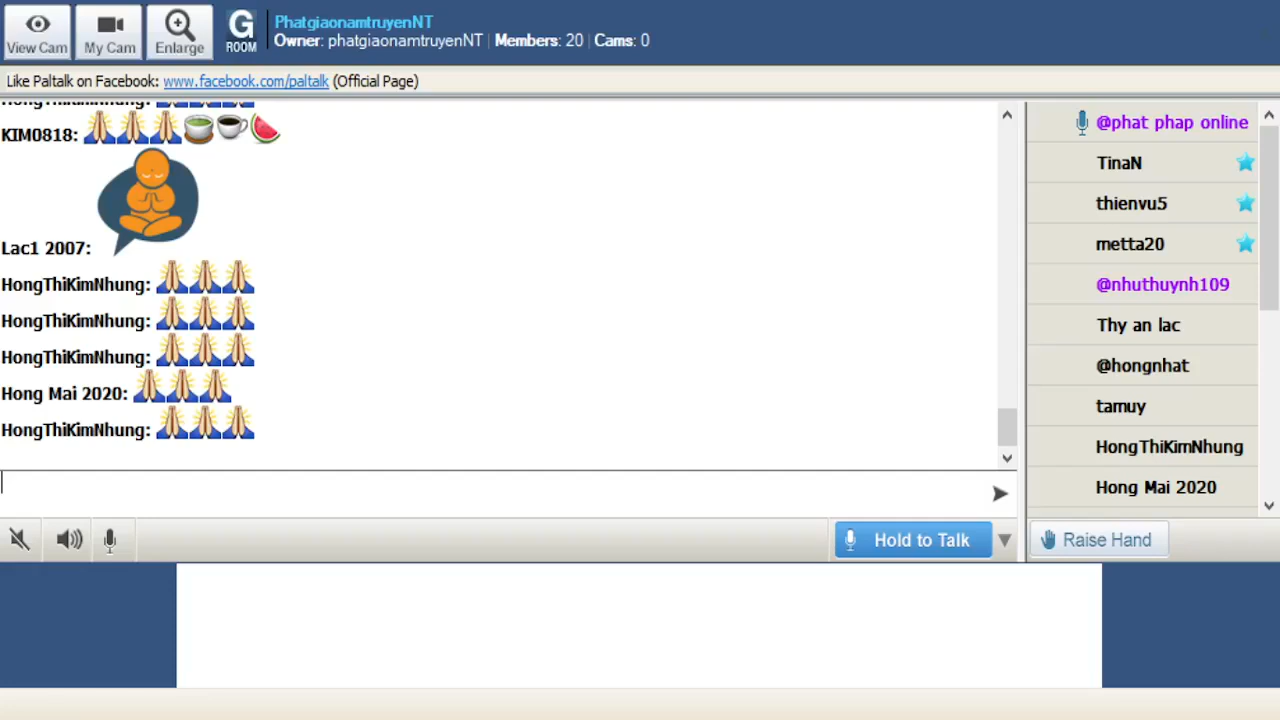 View Cam
My Cam
Enlarge
G
ROOM
PhatgiaonamtruyenNT
Owner: phatgiaonamtruyenNT | Members: 20 | Cams: 0
Like Paltalk on Facebook: www.facebook.com/paltalk (Official Page)
HongThiKimNhung:
KIM0818:
Lac1 2007:
HongThiKimNhung:
HongThiKimNhung:
HongThiKimNhung:
Hong Mai 2020:
HongThiKimNhung:
Hold to Talk
@phat phap online
TinaN
thienvu5
metta20
@nhuthuynh109
Thy an lac
@hongnhat
tamuy
HongThiKimNhung
Hong Mai 2020
Raise Hand